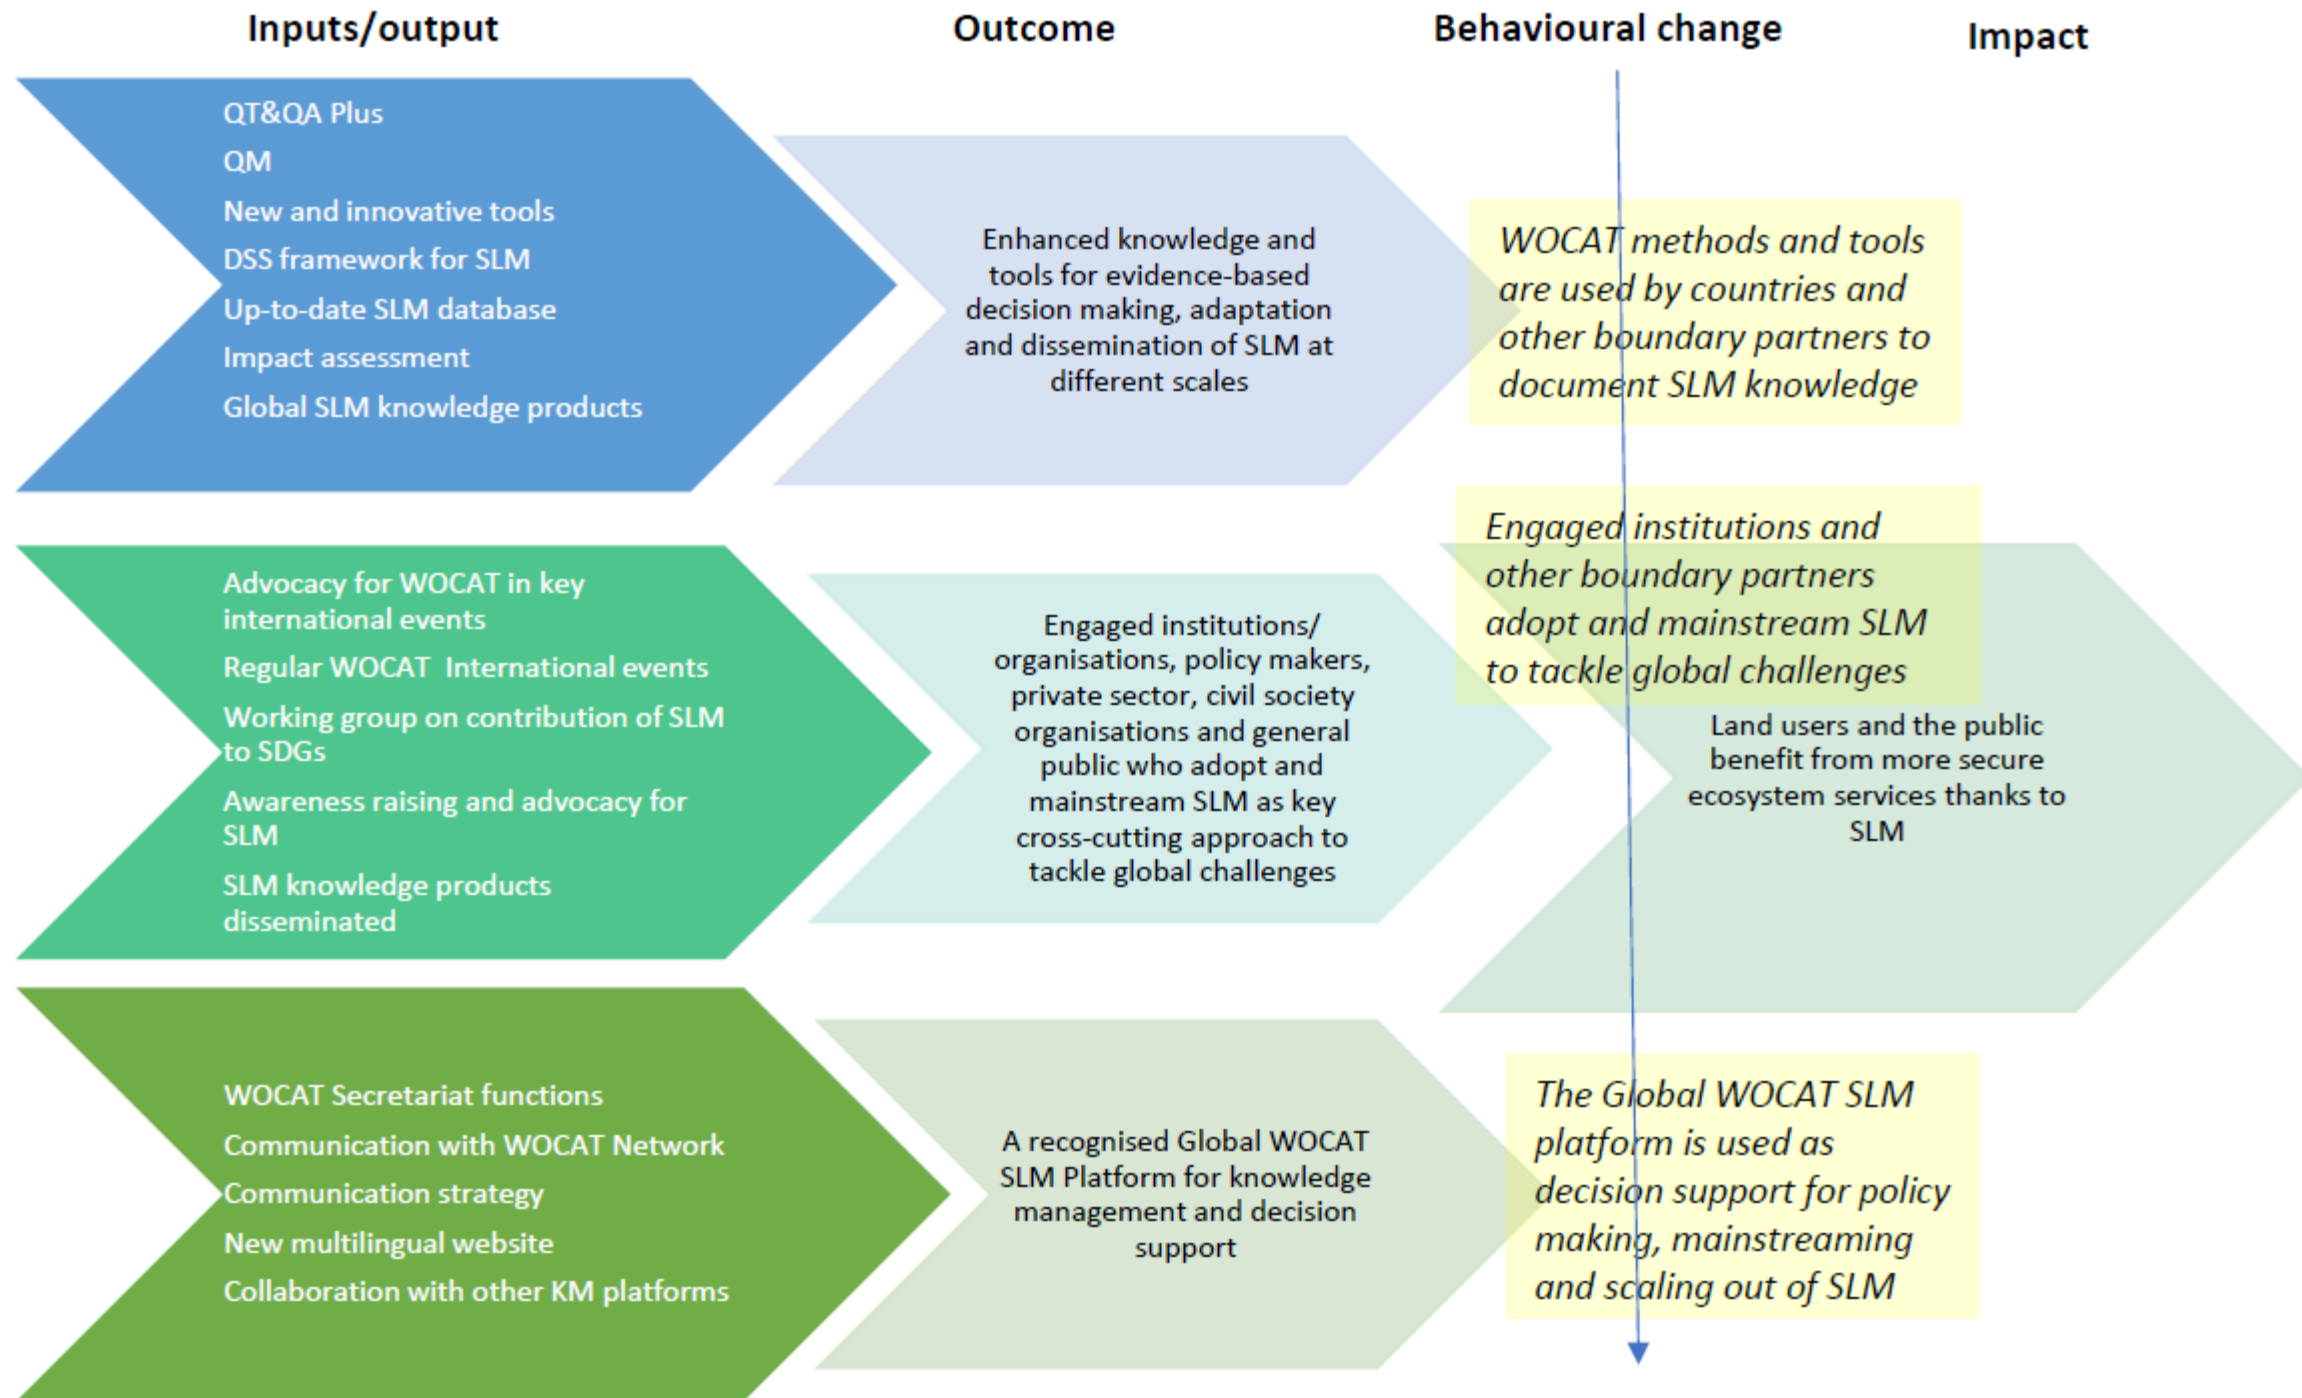 Inputs/output
Outcome
Behavioural change
Impact
QT&QA Plus
QM
New and innovative tools
DSS framework for SLM
Up-to-date SLM database
Impact assessment
Global SLM knowledge products
Enhanced knowledge and
tools for evidence-based
decision making, adaptation
and dissemination of SLM at
different scales
WOCAT methods and tools
are used by countries and
other boundary partners to
document SLM knowledge
Advocacy for WOCAT in key
international events
Regular WOCAT  International events
Working group on contribution of SLM
to SDGs
Awareness raising and advocacy for
SLM
SLM knowledge products
disseminated
Engaged institutions/
organisations, policy makers,
private sector, civil society
organisations and general
public who adopt and
mainstream SLM as key
cross-cutting approach to
tackle global challenges
Engaged institutions and
other boundary partners
adopt and mainstream SLM
to tackle global challenges
Land users and the public
benefit from more secure
ecosystem services thanks to
SLM
WOCAT Secretariat functions
Communication with WOCAT Network
Communication strategy
New multilingual website
Collaboration with other KM platforms
A recognised Global WOCAT
SLM Platform for knowledge
management and decision
support
The Global WOCAT SLM
platform is used as
decision support for policy
making, mainstreaming
and scaling out of SLM